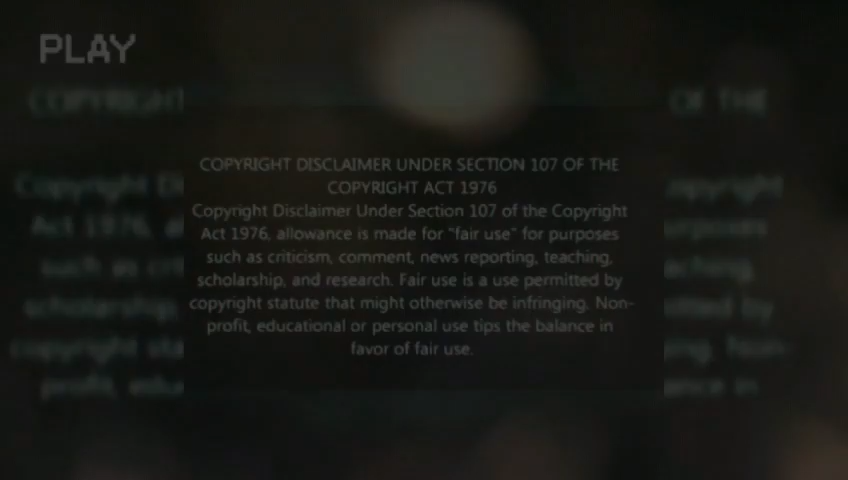 PLAY
COPYRIGHT DISCLAIMER UNDER SECTION 107 OF THE
COPYRIGHT ACT 1976
Copyright Disclaimer Under Section 107 of the Copyright
Act 1976, allowance is made for "fair use" for purposes
such as criticism, comment, news reporting, teaching,
scholarship, and research. Fair use is a use permitted by
copyright statute that might otherwise be infringing. Non-
profit, educational or personal use tips the balance in
favor of fair use.